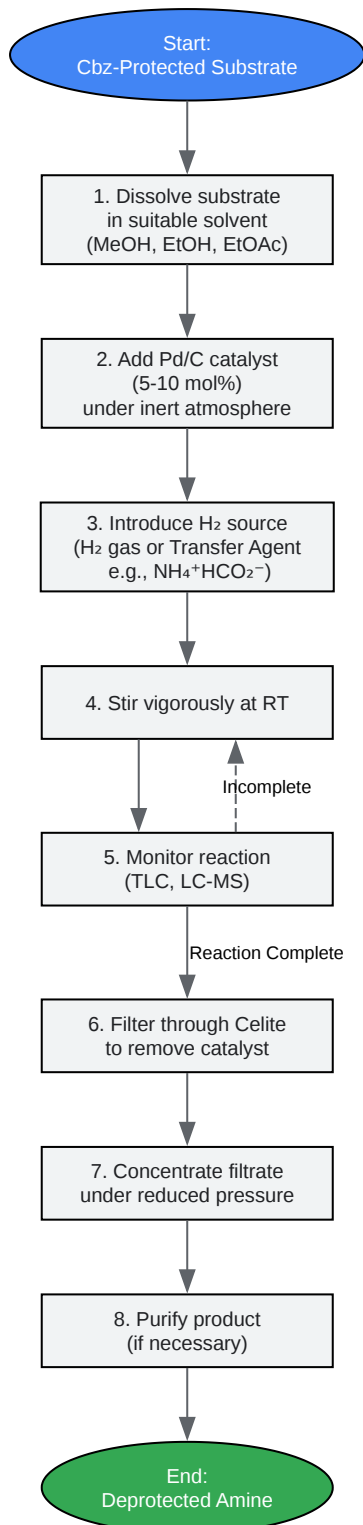 Start:
Cbz-Protected Substrate
1. Dissolve substrate
in suitable solvent
(MeOH, EtOH, EtOAc)
2. Add Pd/C catalyst
(5-10 mol%)
under inert atmosphere
3. Introduce H₂ source
(H₂ gas or Transfer Agent
e.g., NH₄⁺HCO₂⁻)
4. Stir vigorously at RT
Incomplete
5. Monitor reaction
(TLC, LC-MS)
Reaction Complete
6. Filter through Celite
to remove catalyst
7. Concentrate filtrate
under reduced pressure
8. Purify product
(if necessary)
End:
Deprotected Amine